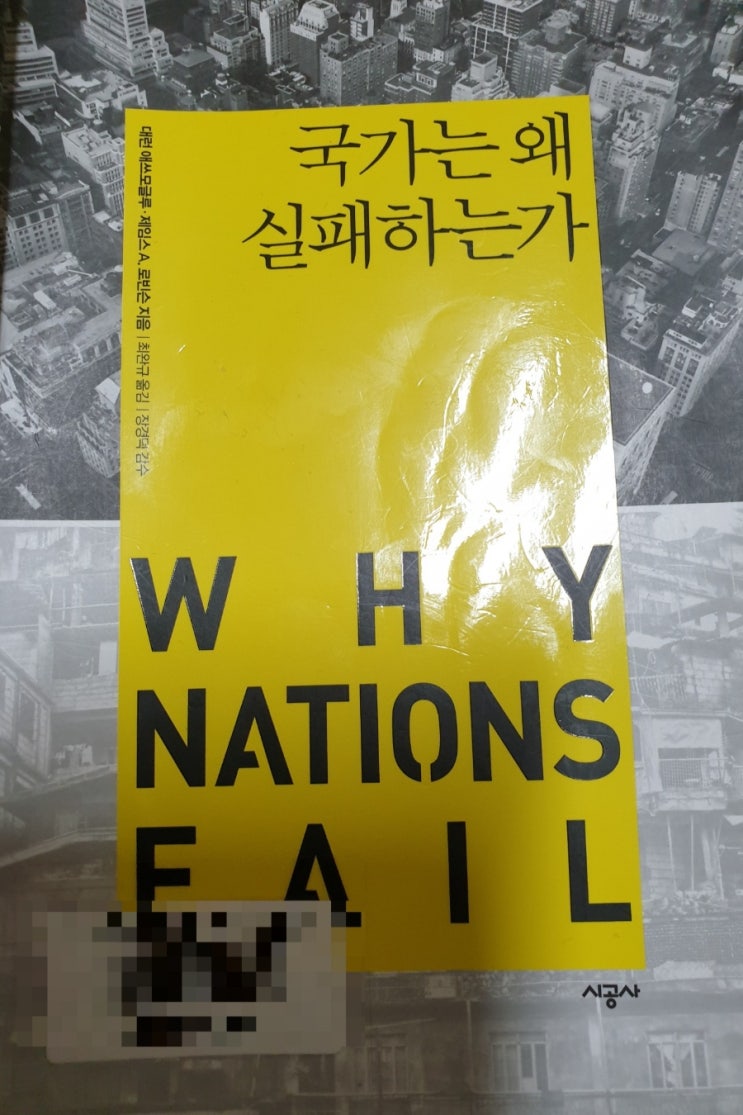 국가는 왜
실패하는가
대런 애쓰모글루·제임스 A. 로빈슨 지음 | 최완규 옮김 | 장경덕 감수
WHY
NATIONS
FAIL
시공사